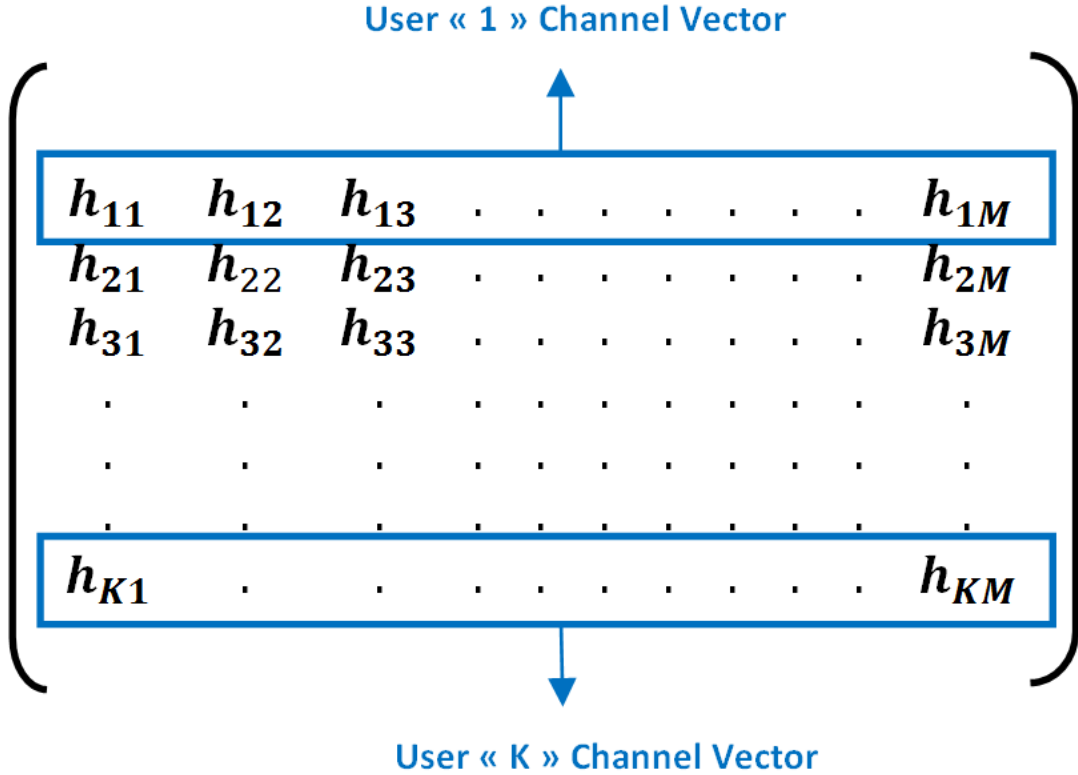 User « 1 » Channel Vector
h₁₁ h₁₂ h₁₃ . . . . . . . h₁M
h₂₁ h₂₂ h₂₃ . . . . . . . h₂M
h₃₁ h₃₂ h₃₃ . . . . . . . h₃M
. . . . . . . . . . .
. . . . . . . . . . .
. . . . . . . . . . .
hK₁ . . . . . . . . . hKM
User « K » Channel Vector